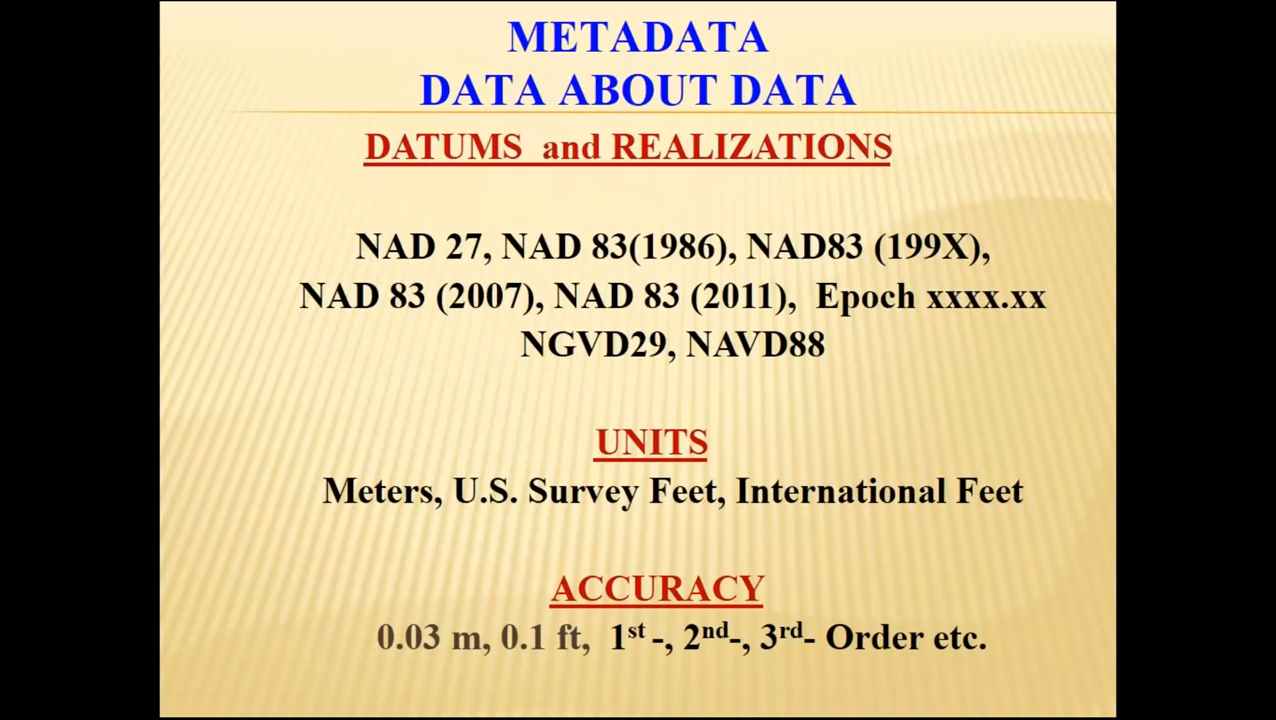 METADATA
DATA ABOUT DATA
DATUMS and REALIZATIONS
NAD 27, NAD 83(1986), NAD83 (199X),
NAD 83 (2007), NAD 83 (2011), Epoch xxxx.xx
NGVD29, NAVD88
UNITS
Meters, U.S. Survey Feet, International Feet
ACCURACY
0.03 m, 0.1 ft, 1st -, 2nd-, 3rd- Order etc.